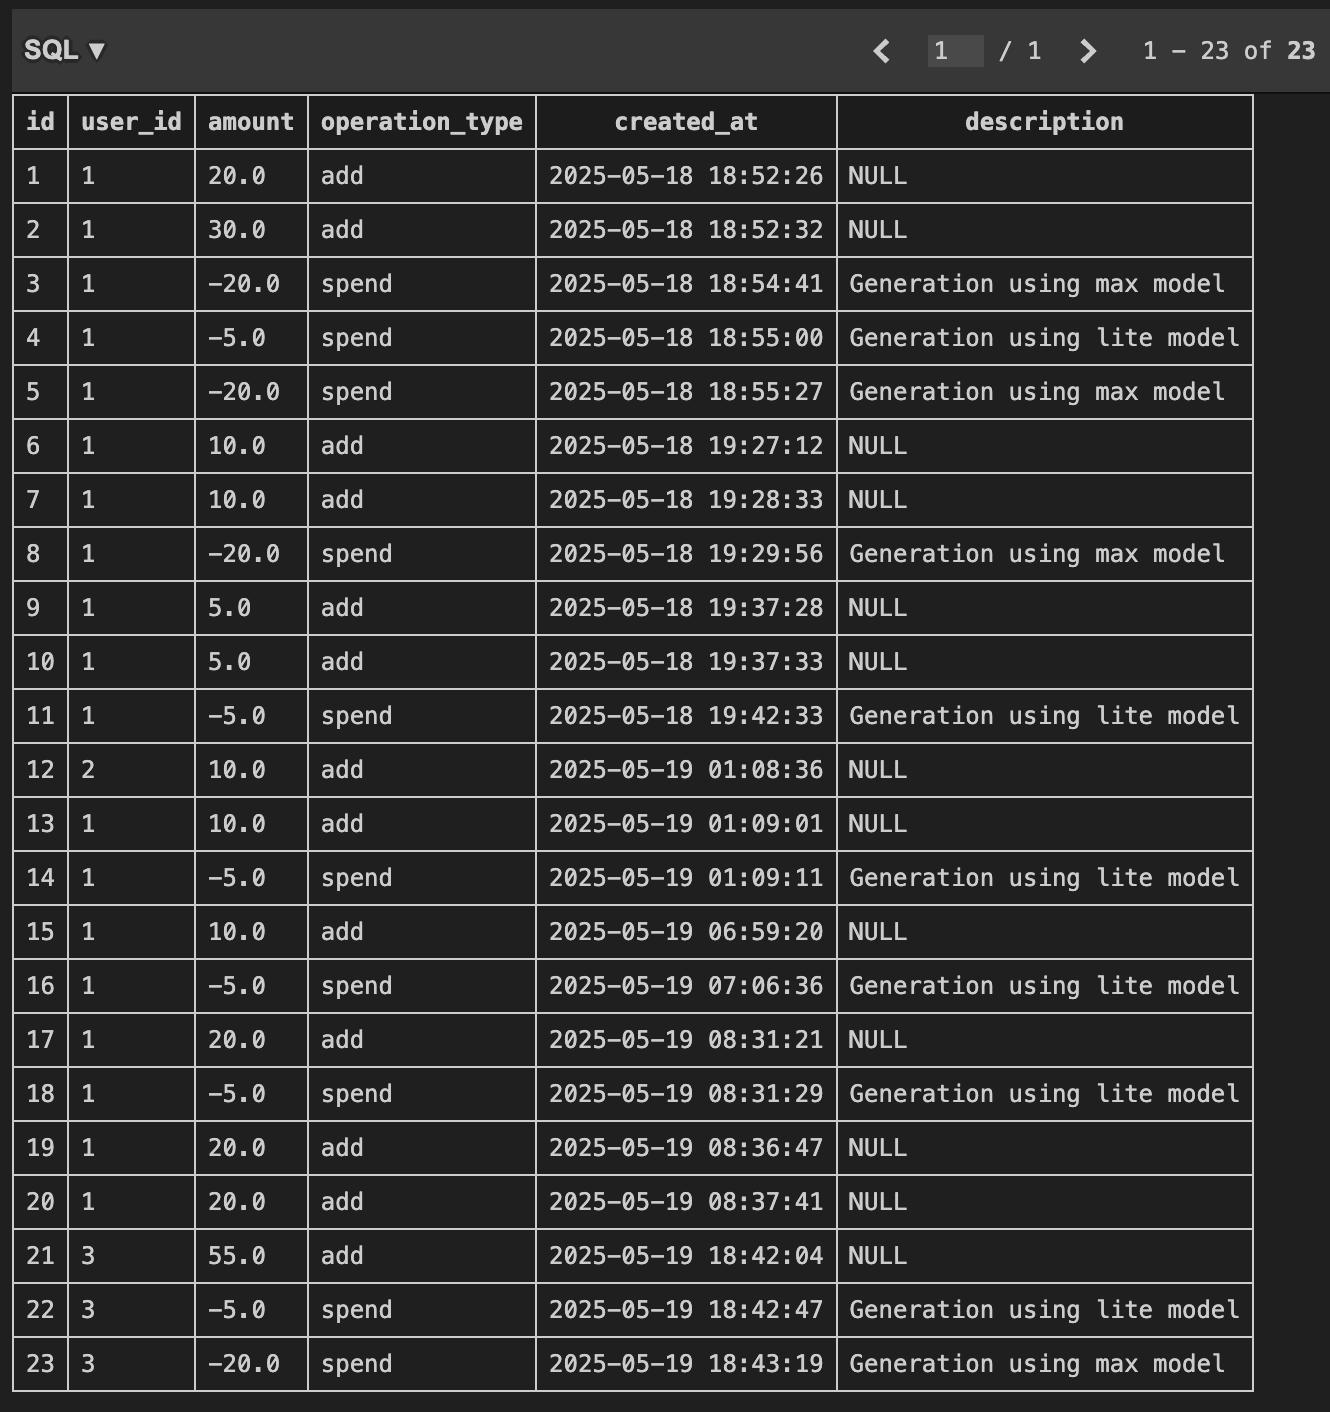 SQL ▼ 1 / 1 1 – 23 of 23
id user_id amount operation_type created_at description
1 1 20.0 add 2025-05-18 18:52:26 NULL
2 1 30.0 add 2025-05-18 18:52:32 NULL
3 1 -20.0 spend 2025-05-18 18:54:41 Generation using max model
4 1 -5.0 spend 2025-05-18 18:55:00 Generation using lite model
5 1 -20.0 spend 2025-05-18 18:55:27 Generation using max model
6 1 10.0 add 2025-05-18 19:27:12 NULL
7 1 10.0 add 2025-05-18 19:28:33 NULL
8 1 -20.0 spend 2025-05-18 19:29:56 Generation using max model
9 1 5.0 add 2025-05-18 19:37:28 NULL
10 1 5.0 add 2025-05-18 19:37:33 NULL
11 1 -5.0 spend 2025-05-18 19:42:33 Generation using lite model
12 2 10.0 add 2025-05-19 01:08:36 NULL
13 1 10.0 add 2025-05-19 01:09:01 NULL
14 1 -5.0 spend 2025-05-19 01:09:11 Generation using lite model
15 1 10.0 add 2025-05-19 06:59:20 NULL
16 1 -5.0 spend 2025-05-19 07:06:36 Generation using lite model
17 1 20.0 add 2025-05-19 08:31:21 NULL
18 1 -5.0 spend 2025-05-19 08:31:29 Generation using lite model
19 1 20.0 add 2025-05-19 08:36:47 NULL
20 1 20.0 add 2025-05-19 08:37:41 NULL
21 3 55.0 add 2025-05-19 18:42:04 NULL
22 3 -5.0 spend 2025-05-19 18:42:47 Generation using lite model
23 3 -20.0 spend 2025-05-19 18:43:19 Generation using max model